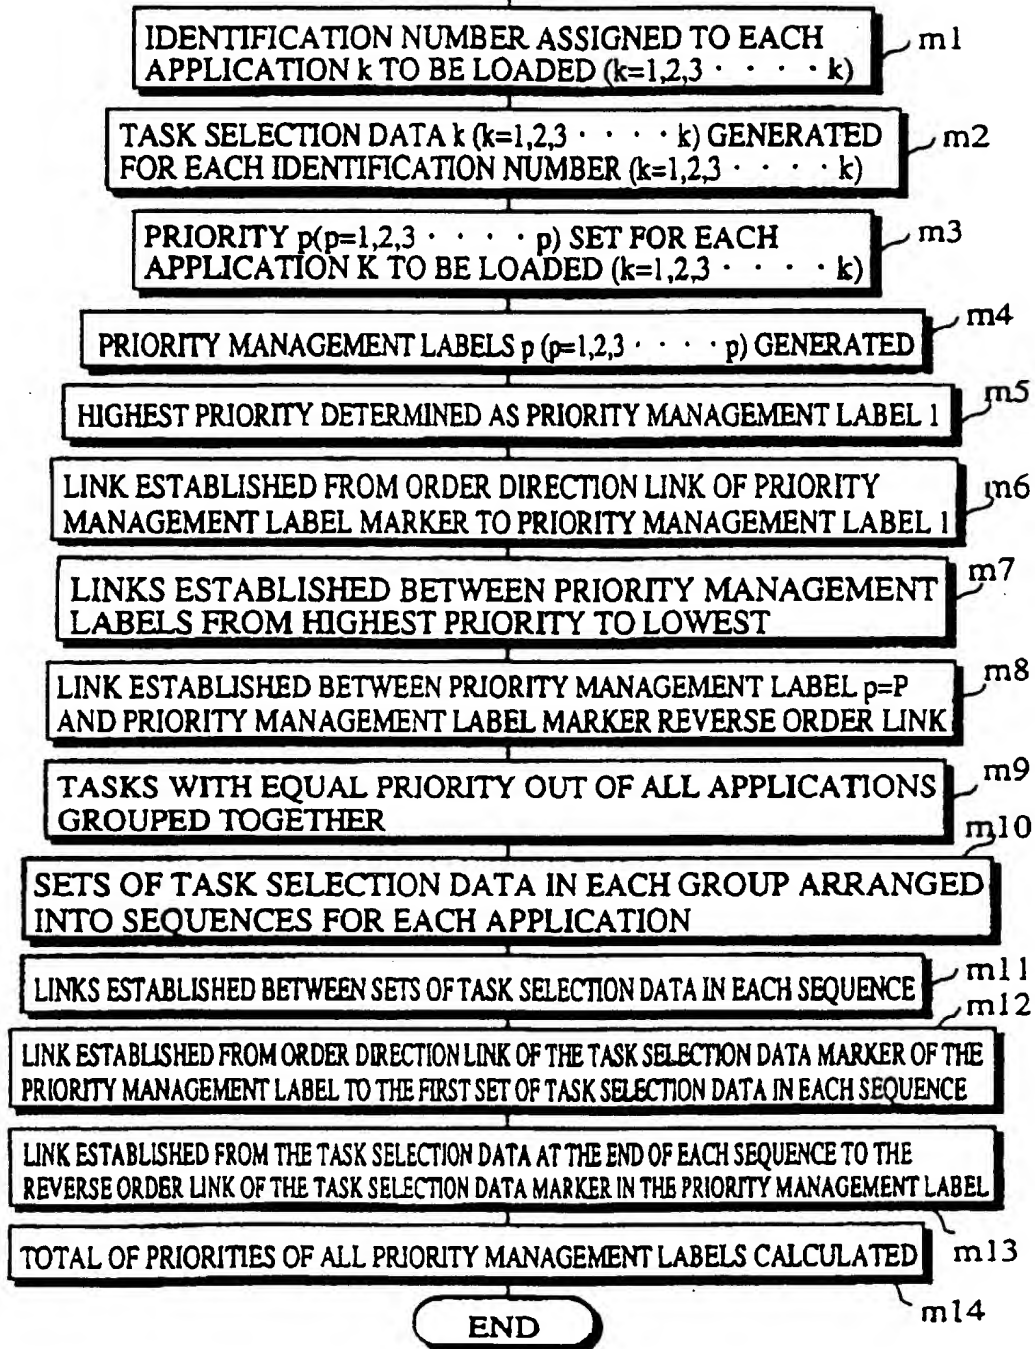 IDENTIFICATION NUMBER ASSIGNED TO EACH
APPLICATION k TO BE LOADED (k=1,2,3 · · · · k)
m1
TASK SELECTION DATA k (k=1,2,3 · · · · k) GENERATED
FOR EACH IDENTIFICATION NUMBER (k=1,2,3 · · · · k)
m2
PRIORITY p(p=1,2,3 · · · · p) SET FOR EACH
APPLICATION K TO BE LOADED (k=1,2,3 · · · · k)
m3
PRIORITY MANAGEMENT LABELS p (p=1,2,3 · · · · p) GENERATED
m4
HIGHEST PRIORITY DETERMINED AS PRIORITY MANAGEMENT LABEL 1
m5
LINK ESTABLISHED FROM ORDER DIRECTION LINK OF PRIORITY
MANAGEMENT LABEL MARKER TO PRIORITY MANAGEMENT LABEL 1
m6
LINKS ESTABLISHED BETWEEN PRIORITY MANAGEMENT
LABELS FROM HIGHEST PRIORITY TO LOWEST
m7
LINK ESTABLISHED BETWEEN PRIORITY MANAGEMENT LABEL p=P
AND PRIORITY MANAGEMENT LABEL MARKER REVERSE ORDER LINK
m8
TASKS WITH EQUAL PRIORITY OUT OF ALL APPLICATIONS
GROUPED TOGETHER
m9
SETS OF TASK SELECTION DATA IN EACH GROUP ARRANGED
INTO SEQUENCES FOR EACH APPLICATION
m10
LINKS ESTABLISHED BETWEEN SETS OF TASK SELECTION DATA IN EACH SEQUENCE
m11
LINK ESTABLISHED FROM ORDER DIRECTION LINK OF THE TASK SELECTION DATA MARKER OF THE
PRIORITY MANAGEMENT LABEL TO THE FIRST SET OF TASK SELECTION DATA IN EACH SEQUENCE
m12
LINK ESTABLISHED FROM THE TASK SELECTION DATA AT THE END OF EACH SEQUENCE TO THE
REVERSE ORDER LINK OF THE TASK SELECTION DATA MARKER IN THE PRIORITY MANAGEMENT LABEL
m13
TOTAL OF PRIORITIES OF ALL PRIORITY MANAGEMENT LABELS CALCULATED
m14
END